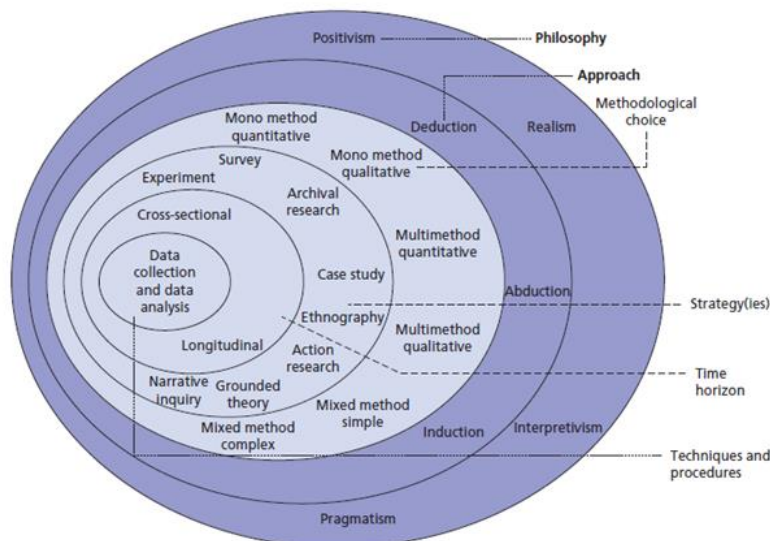 Positivism
Philosophy
Approach
Methodological
choice
Mono method
quantitative
Deduction
Realism
Survey
Mono method
qualitative
Experiment
Archival
research
Cross-sectional
Multimethod
quantitative
Data
collection
and data
analysis
Case study
Abduction
Strategy(ies)
Ethnography
Multimethod
qualitative
Longitudinal
Action
research
Time
horizon
Narrative
inquiry
Grounded
theory
Mixed method
simple
Mixed method
complex
Induction
Interpretivism
Techniques and
procedures
Pragmatism